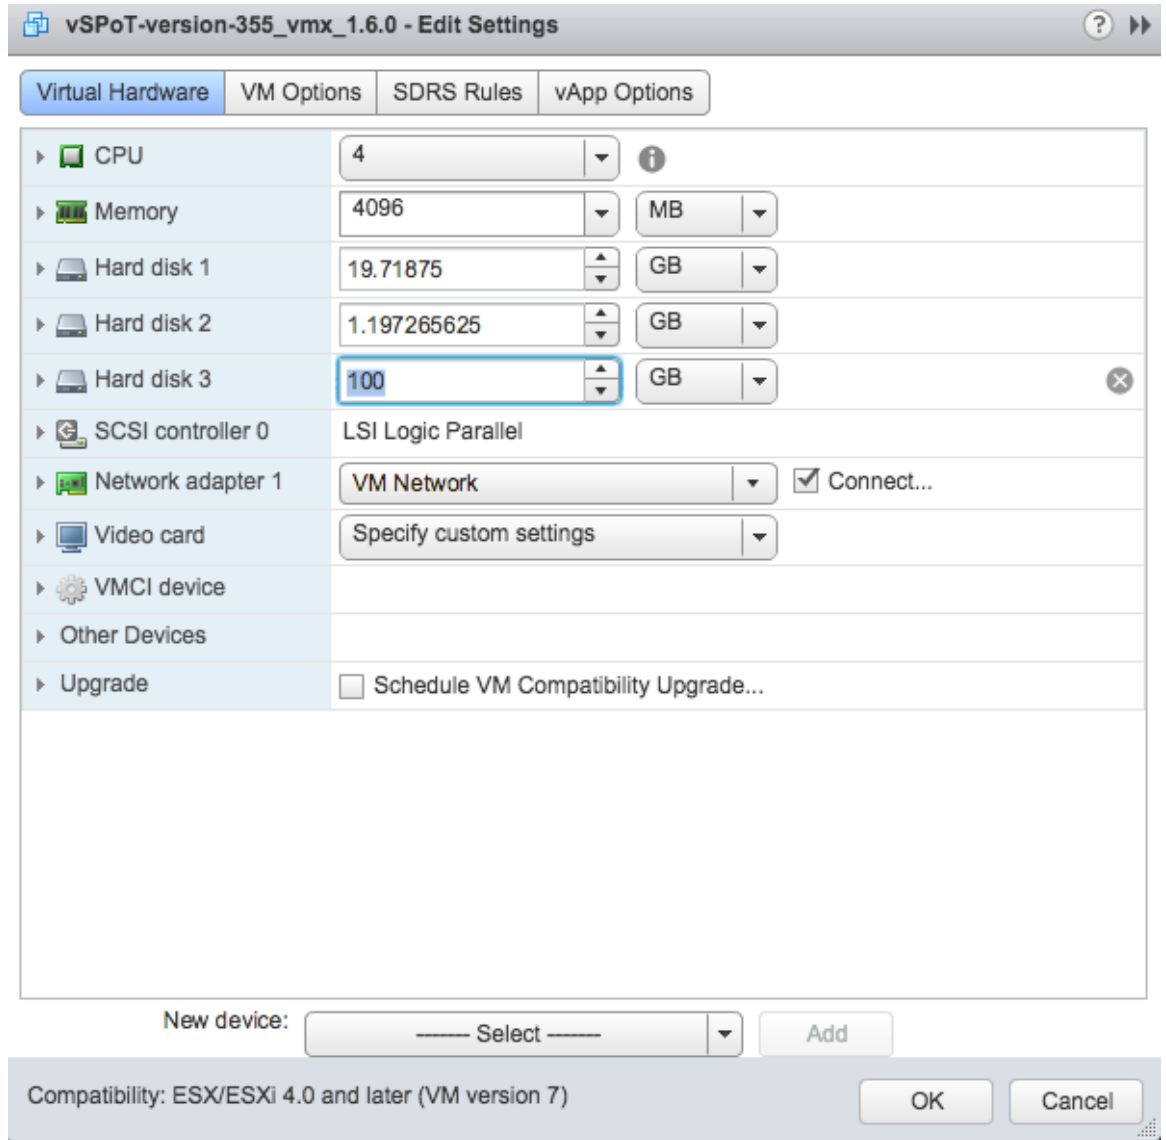 vSPoT-version-355_vmx_1.6.0 - Edit Settings ?
Virtual Hardware VM Options SDRS Rules vApp Options
CPU 4
Memory 4096 MB
Hard disk 1 19.71875 GB
Hard disk 2 1.197265625 GB
Hard disk 3 100 GB
SCSI controller 0 LSI Logic Parallel
Network adapter 1 VM Network Connect...
Video card Specify custom settings
VMCI device
Other Devices
Upgrade Schedule VM Compatibility Upgrade...
New device: ------- Select ------- Add
Compatibility: ESX/ESXi 4.0 and later (VM version 7) OK Cancel